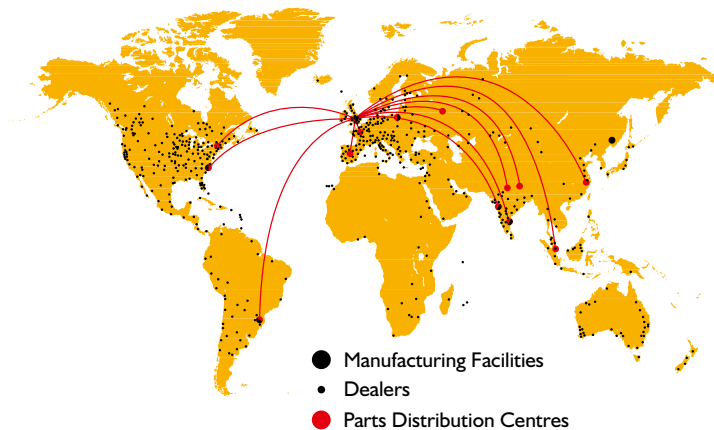 Manufacturing Facilities
Dealers
Parts Distribution Centres